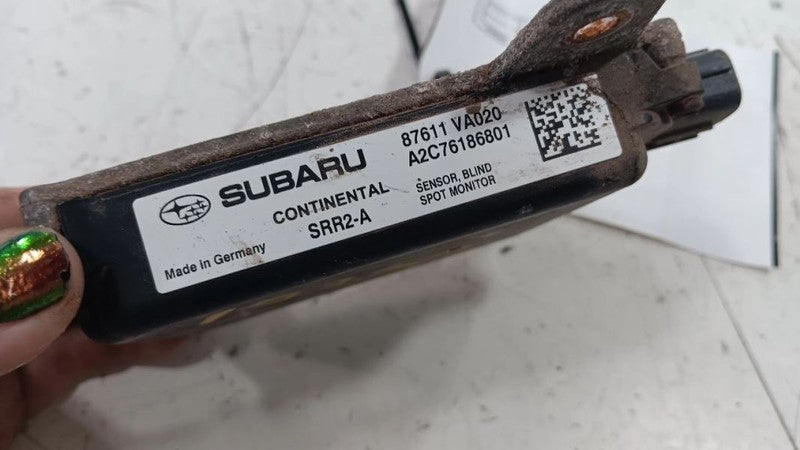 SUBARU
87611 VA020
A2C76186801
CONTINENTAL
SRR2-A
SENSOR, BLIND
SPOT MONITOR
Made in Germany